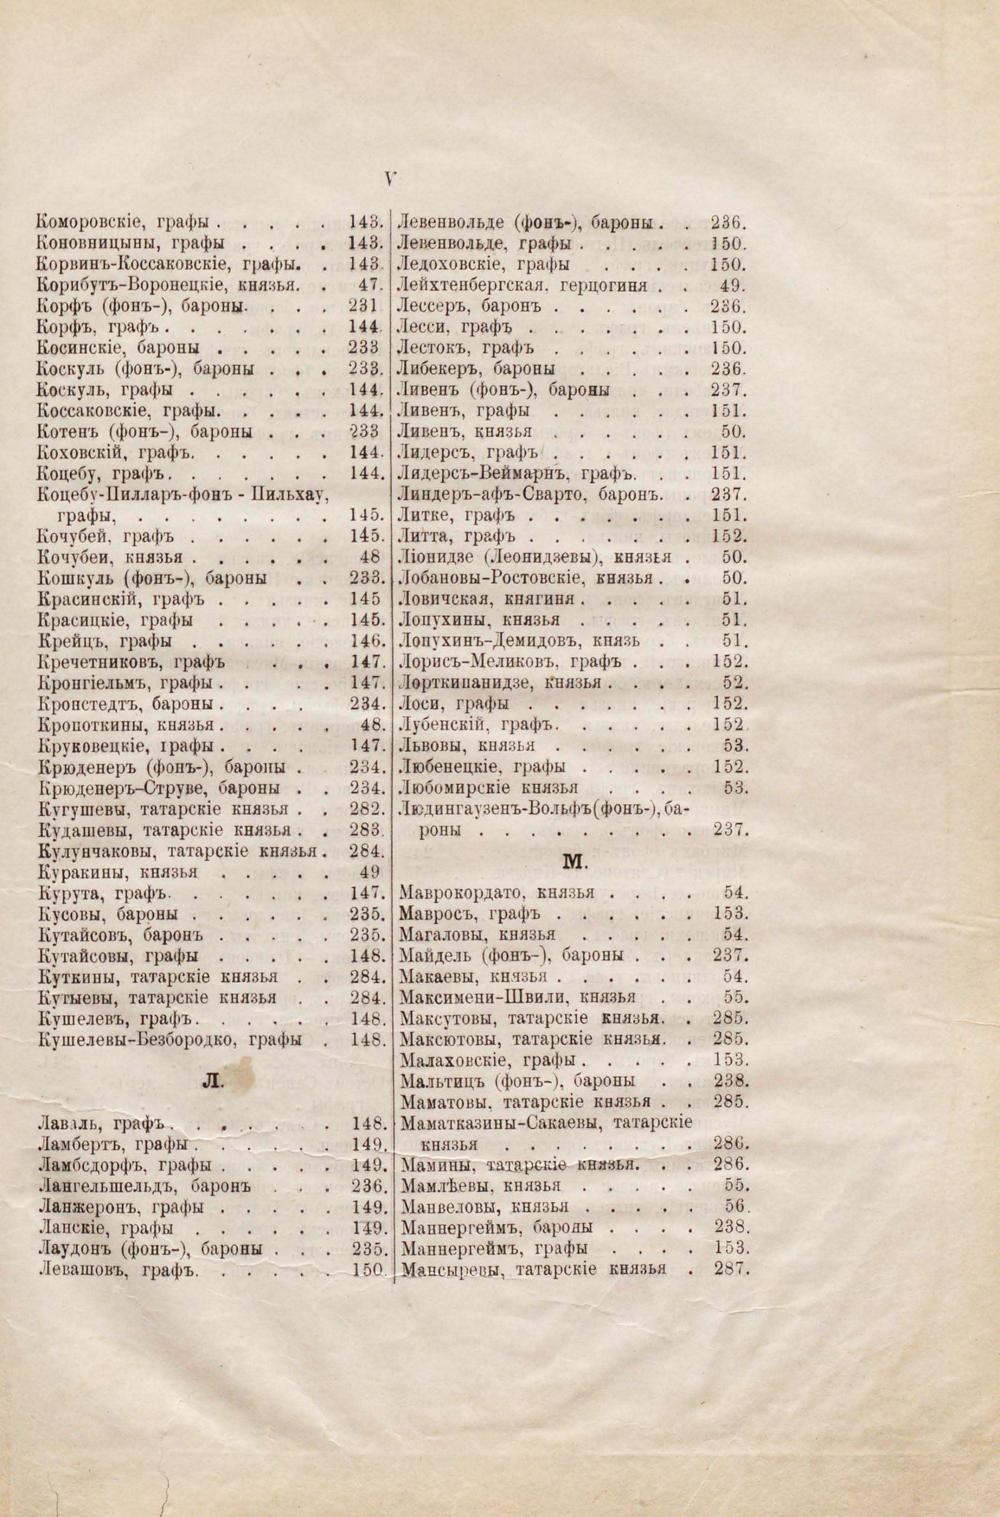 V
Коморовскіе, графы . . . . . 143.
Коновницыны, графы . . . . 143.
Корвинъ-Коссаковскіе, графы. . 143.
Корибутъ-Воронецкіе, князья. . 47.
Корфъ (фонъ-), бароны. . . . 231
Корфъ, графъ . . . . . . . 144.
Косинскіе, бароны . . . . . 233
Коскуль (фонъ-), бароны . . . 233.
Коскуль, графы . . . . . . 144.
Коссаковскіе, графы. . . . . 144.
Котенъ (фонъ-), бароны . . . 233
Коховскій, графъ. . . . . . 144.
Коцебу, графъ. . . . . . . 144.
Коцебу-Пилларъ-фонъ - Пильхау,
графы, . . . . . . . . 145.
Кочубей, графъ . . . . . . 145.
Кочубеи, князья . . . . . . 48
Кошкуль (фонъ-), бароны . . 233.
Красинскій, графъ . . . . . 145
Красицкіе, графы . . . . . 145.
Крейцъ, графы . . . . . . 146.
Кречетниковъ, графъ . . . 147.
Кронгіельмъ, графы . . . . 147.
Кронстедтъ, бароны . . . . 234.
Кропоткины, князья . . . . . 48.
Круковецкіе, графы . . . . 147.
Крюденеръ (фонъ-), бароны . 234.
Крюденеръ-Струве, бароны . . 234.
Кугушевы, татарскіе князья . . 282.
Кудашевы, татарскіе князья . . 283.
Кулунчаковы, татарскіе князья . 284.
Куракины, князья . . . . . 49
Курута, графъ. . . . . . . 147.
Кусовы, бароны . . . . . . 235.
Кутайсовъ, баронъ . . . . . 235.
Кутайсовы, графы . . . . . 148.
Куткины, татарскіе князья . . 284.
Кутыевы, татарскіе князья . . 284.
Кушелевъ, графъ. . . . . . 148.
Кушелевы-Безбородко, графы . 148.
Л.
Лаваль, графъ. . . . . . 148.
Ламбертъ, графы . . . . . . 149.
Ламбсдорфъ, графы . . . . . 149.
Лангельшельдъ, баронъ . . . 236.
Ланжеронъ, графы . . . . . 149.
Ланскіе, графы . . . . . . 149.
Лаудонъ (фонъ-), бароны . . . 235.
Левашовъ, графъ. . . . . . 150.
Левенвольде (фонъ-), бароны . . 236.
Левенвольде, графы . . . . . 150.
Ледоховскіе, графы . . . . 150.
Лейхтенбергская, герцогиня . . 49.
Лессеръ, баронъ . . . . . . 236.
Лесси, графъ . . . . . . . 150.
Лестокъ, графъ . . . . . . 150.
Либекеръ, бароны . . . . . 236.
Ливенъ (фонъ-), бароны . . . 237.
Ливенъ, графы . . . . . . 151.
Ливенъ, князья . . . . . . 50.
Лидерсъ, графъ . . . . . . 151.
Лидерсъ-Веймарнъ, графъ. . . 151.
Линдеръ-афъ-Сварто, баронъ. . 237.
Литке, графъ . . . . . . . 151.
Литта, графъ . . . . . . . 152.
Ліонидзе (Леонидзевы), князья . 50.
Лобановы-Ростовскіе, князья . . 50.
Ловичская, княгиня . . . . . 51.
Лопухины, князья . . . . . 51.
Лопухинъ-Демидовъ, князь . . 51.
Лорисъ-Меликовъ, графъ . . . 152.
Лорткипанидзе, князья . . . . 52.
Лоси, графы . . . . . . . 152.
Лубенскій, графъ. . . . . . 152.
Львовы, князья . . . . . . 53.
Любенецкіе, графы . . . . . 152.
Любомирскіе князья . . . . 53.
Людингаузенъ-Вольфъ(фонъ-), ба-
роны . . . . . . . . . 237.
М.
Маврокордато, князья . . . . 54.
Мавросъ, графъ . . . . . . 153.
Магаловы, князья . . . . . 54.
Майдель (фонъ-), бароны . . . 237.
Макаевы, князья . . . . . . 54.
Максимени-Швили, князья . . 55.
Максутовы, татарскіе князья. . 285.
Максютовы, татарскіе князья. . 285.
Малаховскіе, графы . . . . . 153.
Мальтицъ (фонъ-), бароны . . 238.
Маматовы, татарскіе князья . . 285.
Маматказины-Сакаевы, татарскіе
князья . . . . . . . . 286.
Мамины, татарскіе князья. . . 286.
Мамлѣевы, князья . . . . . 55.
Манвеловы, князья . . . . . 56.
Маннергеймъ, бароны . . . . 238.
Маннергеймъ, графы . . . . 153.
Мансыревы, татарскіе князья . 287.